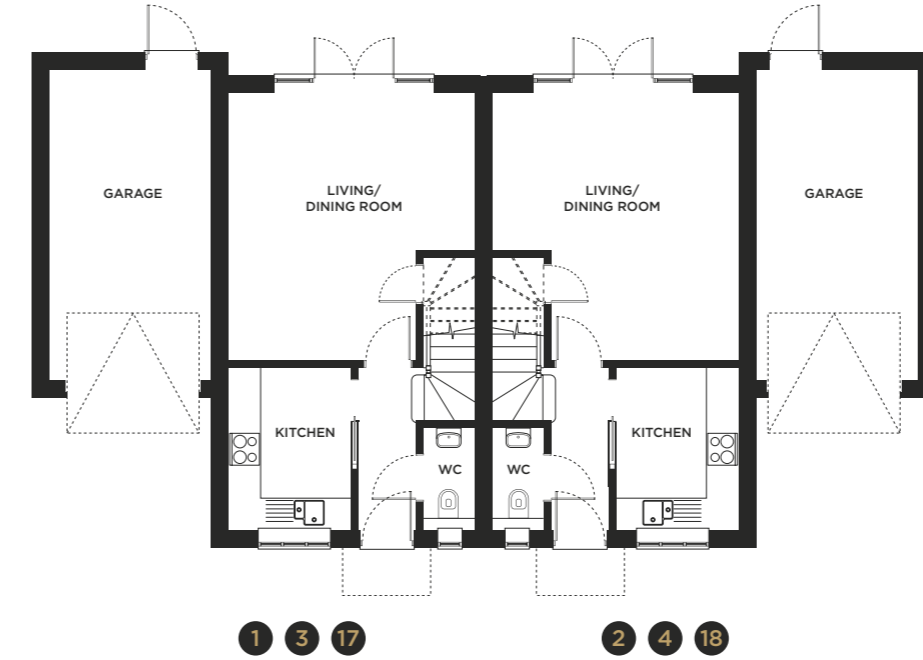 GARAGE
LIVING/
DINING ROOM
LIVING/
DINING ROOM
GARAGE
KITCHEN
KITCHEN
WC
WC
1 3 17
2 4 18